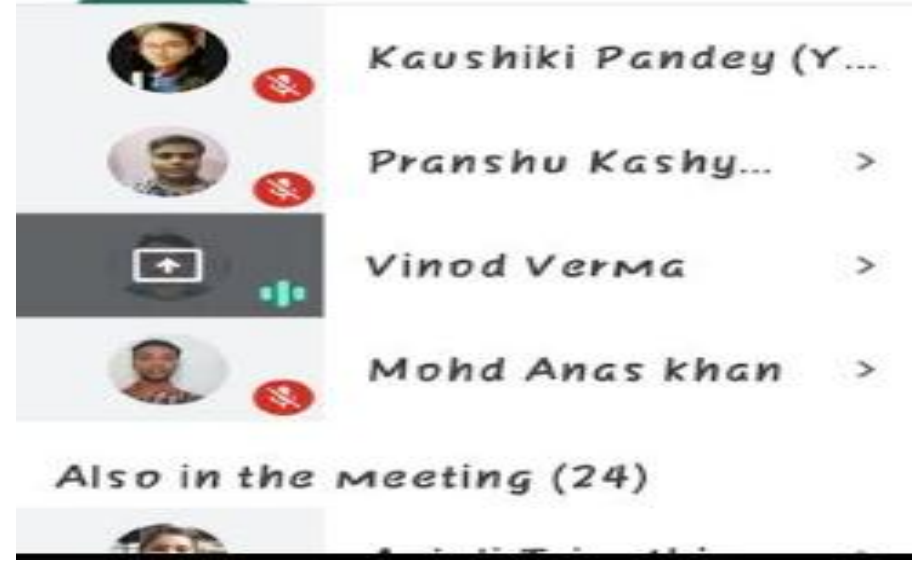 Kaushiki Pandey (Y...
Pranshu Kashy...
>
Vinod Verma
>
Mohd Anas khan
>
Also in the Meeting (24)